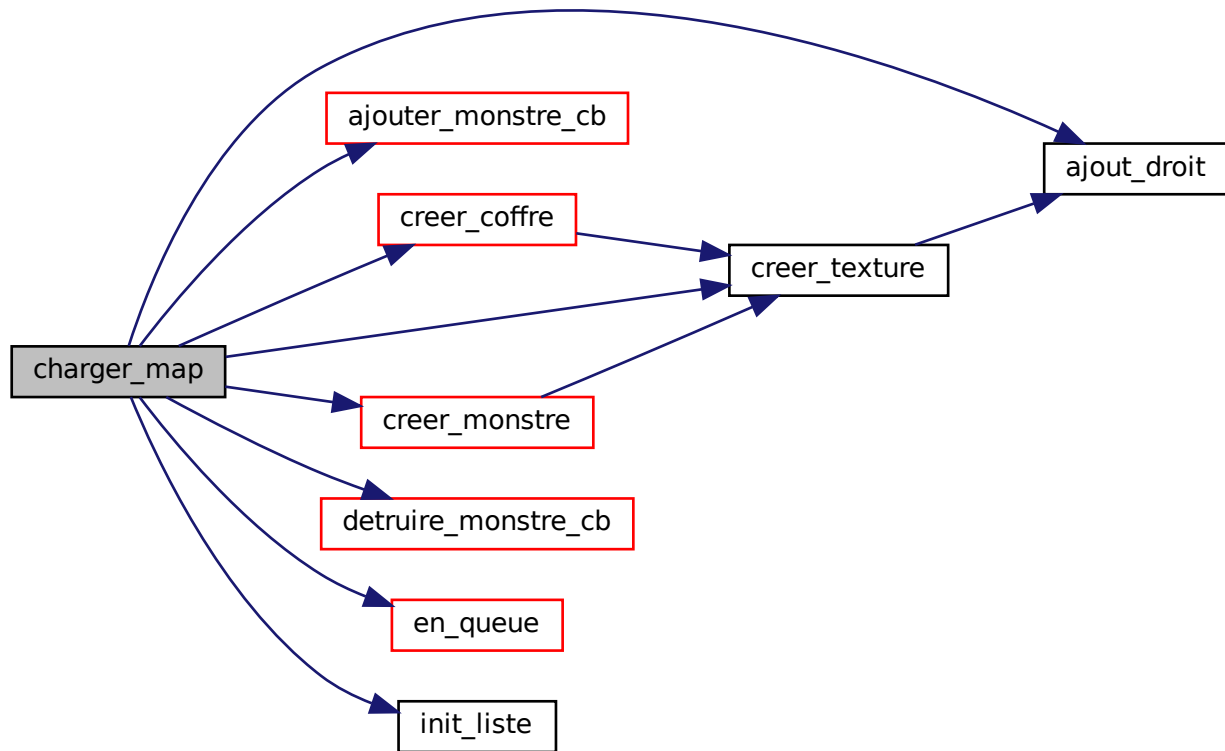 ajouter_monstre_cb
ajout_droit
creer_coffre
creer_texture
charger_map
creer_monstre
detruire_monstre_cb
en_queue
init_liste